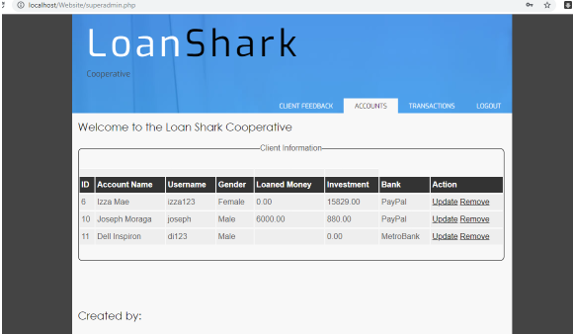 localhost/Website/superadmin.php
LoanShark
Cooperative
CLIENT FEEDBACK ACCOUNTS TRANSACTIONS LOGOUT
Welcome to the Loan Shark Cooperative
Client Information
ID Account Name Username Gender Loaned Money Investment Bank Action
6 Izza Mae izza123 Female 0.00 15829.00 PayPal Update Remove
10 Joseph Moraga joseph Male 6000.00 880.00 PayPal Update Remove
11 Dell Inspiron di123 Male 0.00 MetroBank Update Remove
Created by: